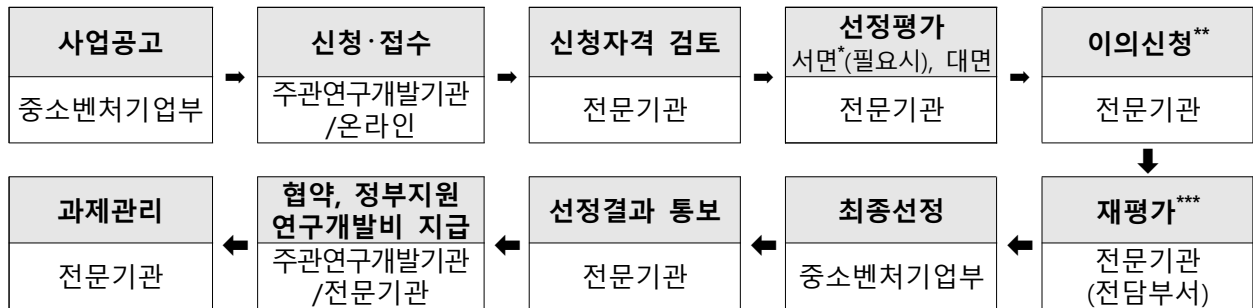 사업공고
중소벤처기업부
➡
신청·접수
주관연구개발기관
/온라인
➡
신청자격 검토
전문기관
➡
선정평가
서면*(필요시), 대면
전문기관
➡
이의신청**
전문기관
⬇
재평가***
전문기관
(전담부서)
⬅
최종선정
중소벤처기업부
⬅
선정결과 통보
전문기관
⬅
협약, 정부지원
연구개발비 지급
주관연구개발기관
/전문기관
⬅
과제관리
전문기관